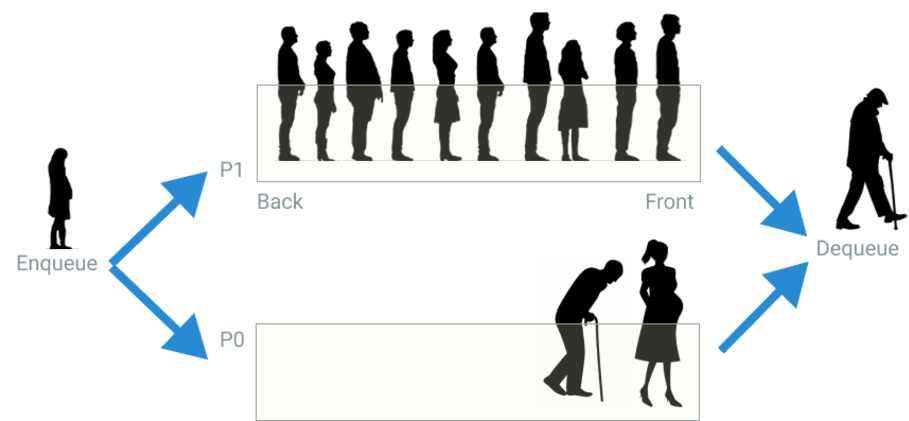 P1
Back
Front
Enqueue
Dequeue
P0